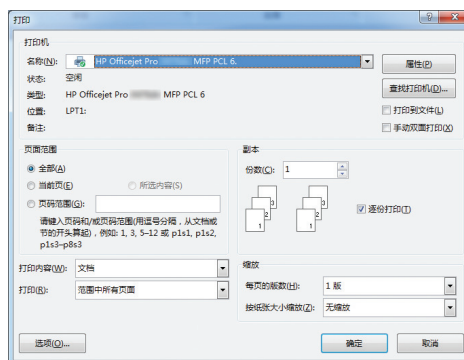 打印
打印机
名称(N): HP Officejet Pro MFP PCL 6. 属性(P)
状态: 空闲
类型: HP Officejet Pro MFP PCL 6 查找打印机(D)...
位置: LPT1: 打印到文件(L)
备注: 手动双面打印(X)
页面范围
全部(A)
当前页(E) 所选内容(S)
页码范围(G):
请键入页码和/或页码范围(用逗号分隔，从文档或
节的开头算起)，例如: 1, 3, 5-12 或 p1s1, p1s2,
p1s3-p8s3
副本
份数(C): 1
逐份打印(T)
3 3
2 2
1 1
打印内容(W): 文档
打印(R): 范围中所有页面
缩放
每页的版数(H): 1 版
按纸张大小缩放(Z): 无缩放
选项(O)... 确定 取消